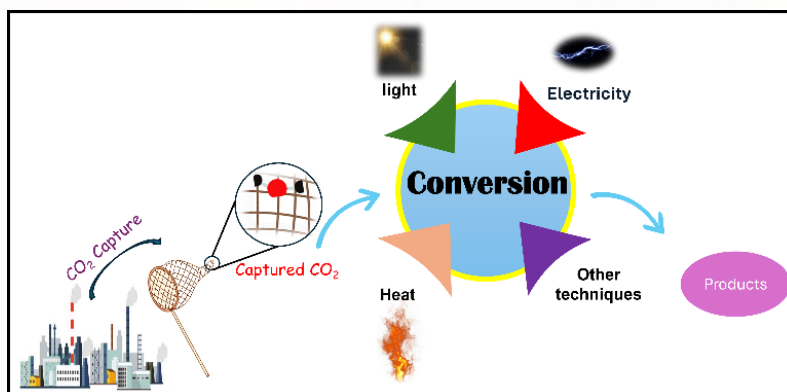 light
Electricity
Conversion
CO₂ Capture
Captured CO₂
Heat
Other
techniques
Products